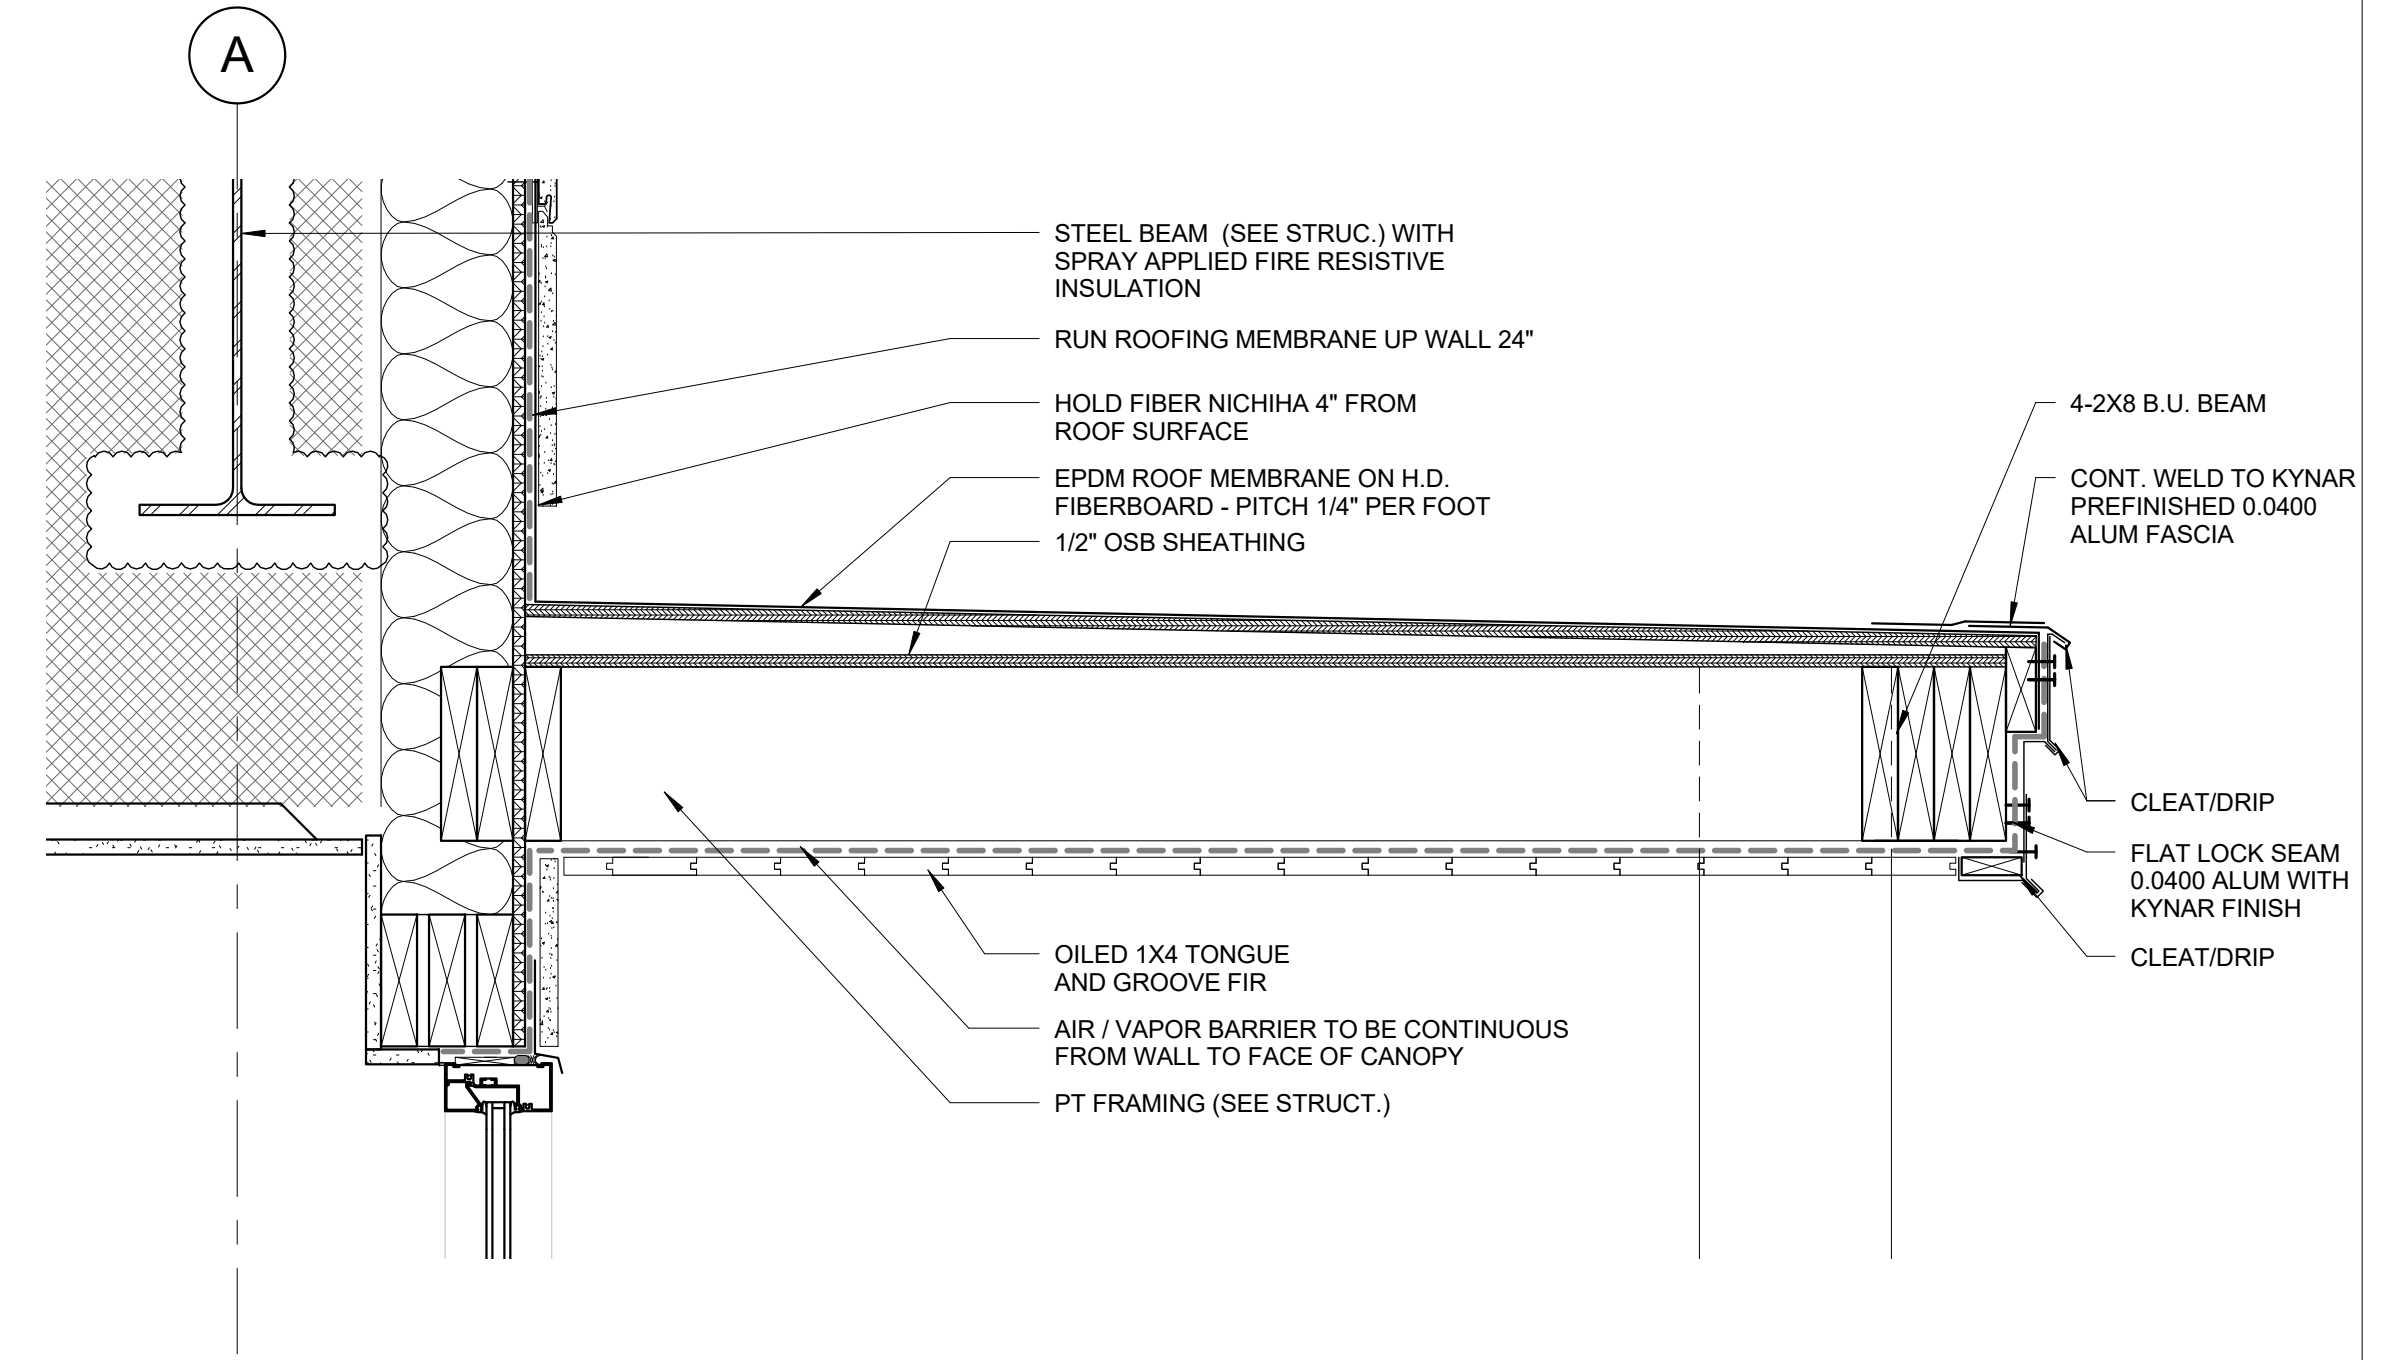 A
STEEL BEAM (SEE STRUC.) WITH
SPRAY APPLIED FIRE RESISTIVE
INSULATION
RUN ROOFING MEMBRANE UP WALL 24"
HOLD FIBER NICHIHA 4" FROM
ROOF SURFACE
EPDM ROOF MEMBRANE ON H.D.
FIBERBOARD - PITCH 1/4" PER FOOT
1/2" OSB SHEATHING
4-2X8 B.U. BEAM
CONT. WELD TO KYNAR
PREFINISHED 0.0400
ALUM FASCIA
CLEAT/DRIP
FLAT LOCK SEAM
0.0400 ALUM WITH
KYNAR FINISH
CLEAT/DRIP
OILED 1X4 TONGUE
AND GROOVE FIR
AIR / VAPOR BARRIER TO BE CONTINUOUS
FROM WALL TO FACE OF CANOPY
PT FRAMING (SEE STRUCT.)